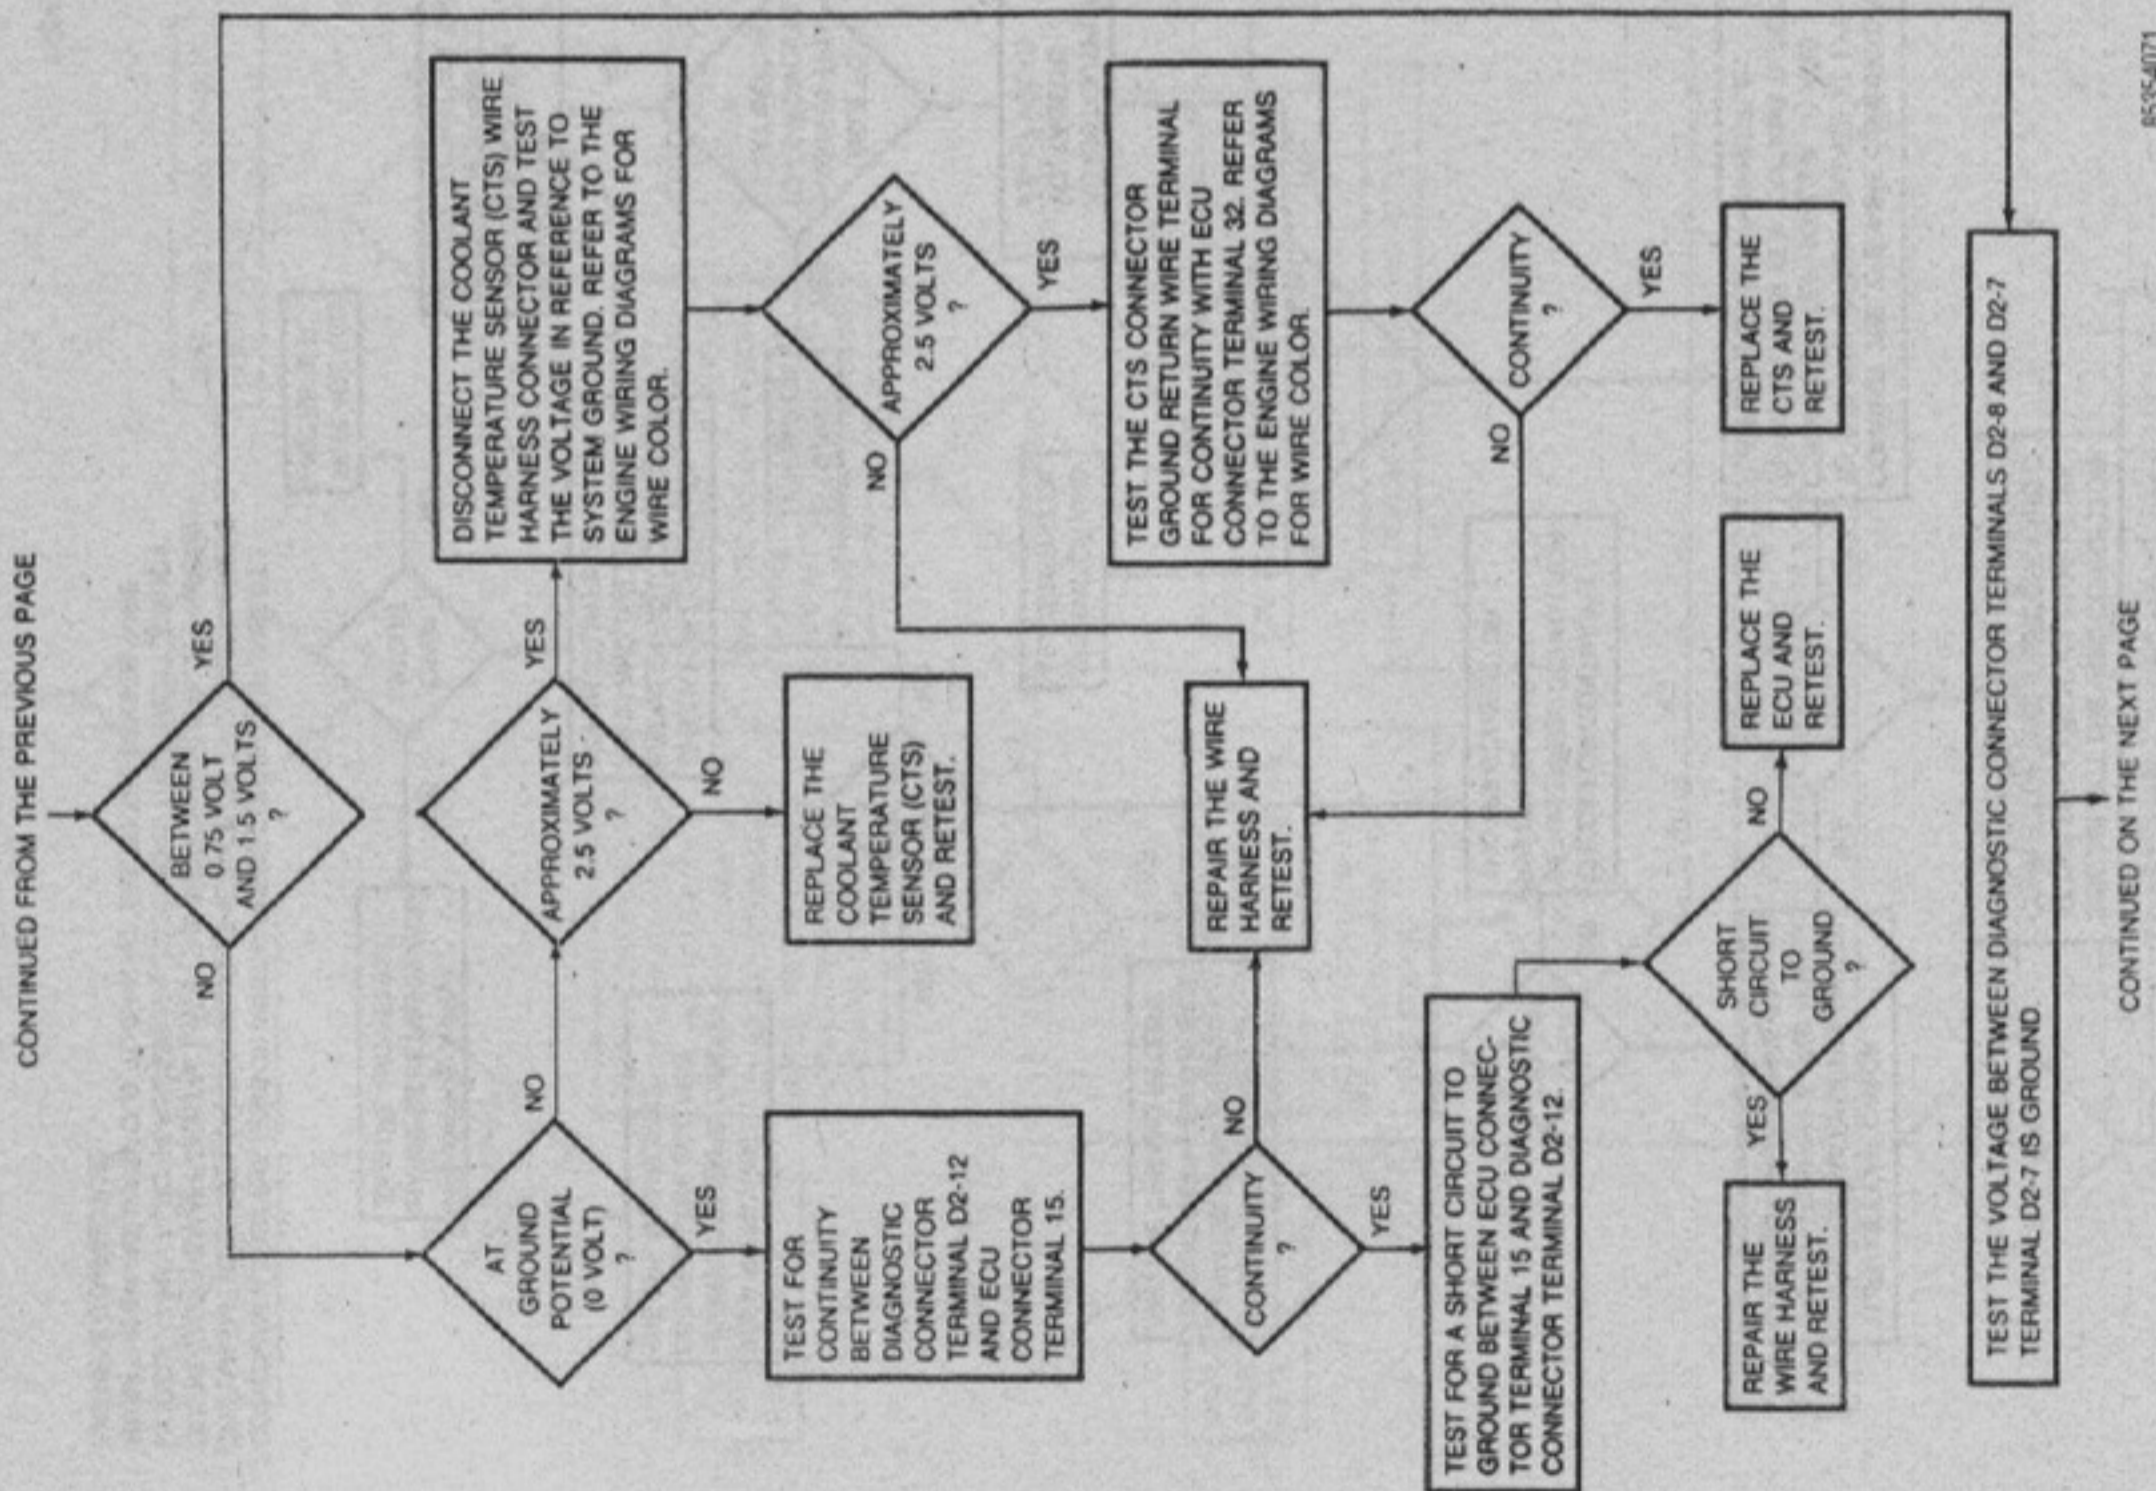 CONTINUED FROM THE PREVIOUS PAGE
BETWEEN
0.75 VOLT
AND 1.5 VOLTS
?
NO
YES
AT
GROUND
POTENTIAL
(0 VOLT)
?
NO
YES
APPROXIMATELY
2.5 VOLTS
?
YES
NO
DISCONNECT THE COOLANT
TEMPERATURE SENSOR (CTS) WIRE
HARNESS CONNECTOR AND TEST
THE VOLTAGE IN REFERENCE TO
SYSTEM GROUND. REFER TO THE
ENGINE WIRING DIAGRAMS FOR
WIRE COLOR.
TEST FOR
CONTINUITY
BETWEEN
DIAGNOSTIC
CONNECTOR
TERMINAL D2-12
AND ECU
CONNECTOR
TERMINAL 15.
REPLACE THE
COOLANT
TEMPERATURE
SENSOR (CTS)
AND RETEST.
APPROXIMATELY
2.5 VOLTS
?
NO
YES
CONTINUITY
?
NO
YES
REPAIR THE WIRE
HARNESS AND
RETEST.
TEST THE CTS CONNECTOR
GROUND RETURN WIRE TERMINAL
FOR CONTINUITY WITH ECU
CONNECTOR TERMINAL 32. REFER
TO THE ENGINE WIRING DIAGRAMS
FOR WIRE COLOR.
TEST FOR A SHORT CIRCUIT TO
GROUND BETWEEN ECU CONNEC-
TOR TERMINAL 15 AND DIAGNOSTIC
CONNECTOR TERMINAL D2-12.
CONTINUITY
?
NO
YES
SHORT
CIRCUIT
TO
GROUND
?
YES
NO
REPAIR THE
WIRE HARNESS
AND RETEST.
REPLACE THE
ECU AND
RETEST.
REPLACE THE
CTS AND
RETEST.
TEST THE VOLTAGE BETWEEN DIAGNOSTIC CONNECTOR TERMINALS D2-8 AND D2-7
TERMINAL D2-7 IS GROUND
CONTINUED ON THE NEXT PAGE
85354071